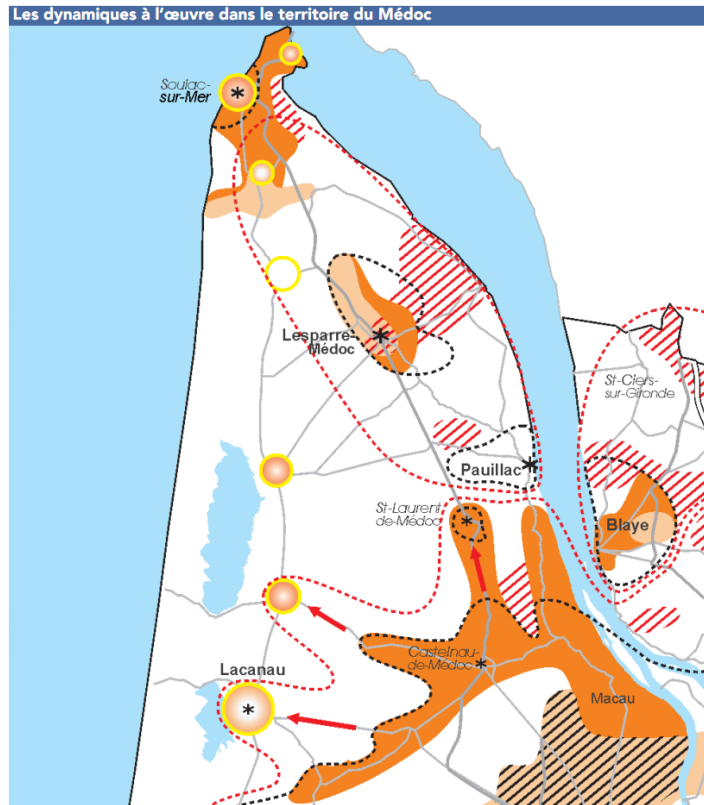 Les dynamiques à l'œuvre dans le territoire du Médoc
Soulac-
sur-Mer
Lesparre-
Médoc
St-Ciers-
sur-Gironde
Pauillac
St-Laurent
de-Médoc
Blaye
Castelnau-
de-Médoc
Lacanau
Macau